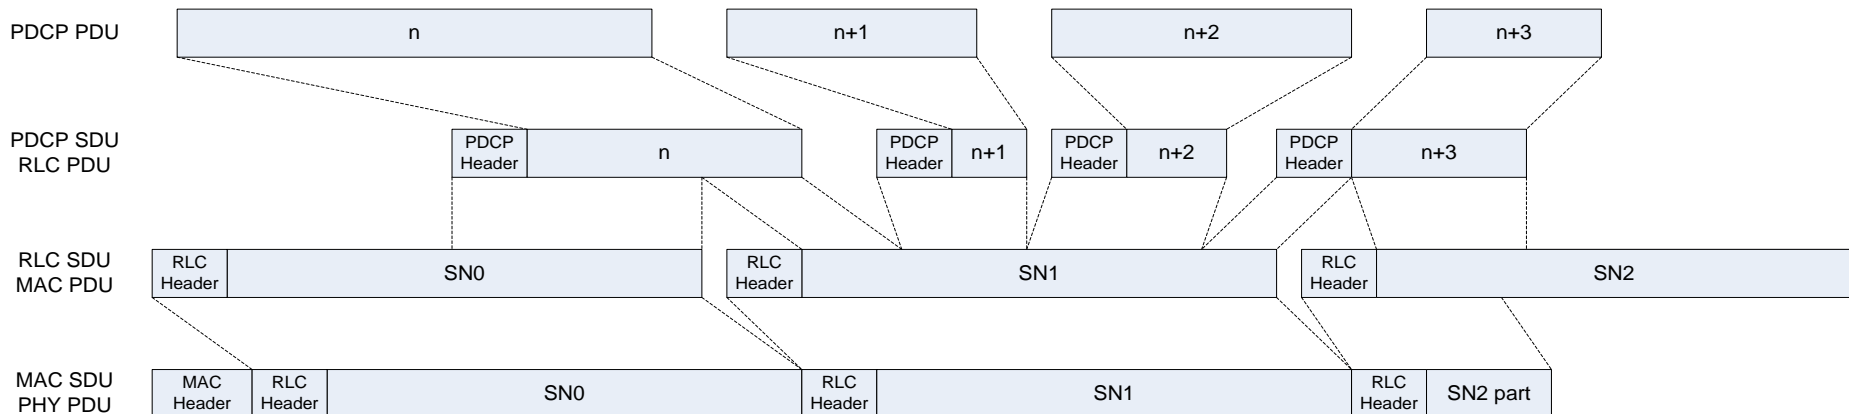 PDCP PDU
n
n+1
n+2
n+3
PDCP SDU
RLC PDU
PDCP
Header
n
PDCP
Header
n+1
PDCP
Header
n+2
PDCP
Header
n+3
RLC SDU
MAC PDU
RLC
Header
SN0
RLC
Header
SN1
RLC
Header
SN2
MAC SDU
PHY PDU
MAC
Header
RLC
Header
SN0
RLC
Header
SN1
RLC
Header
SN2 part